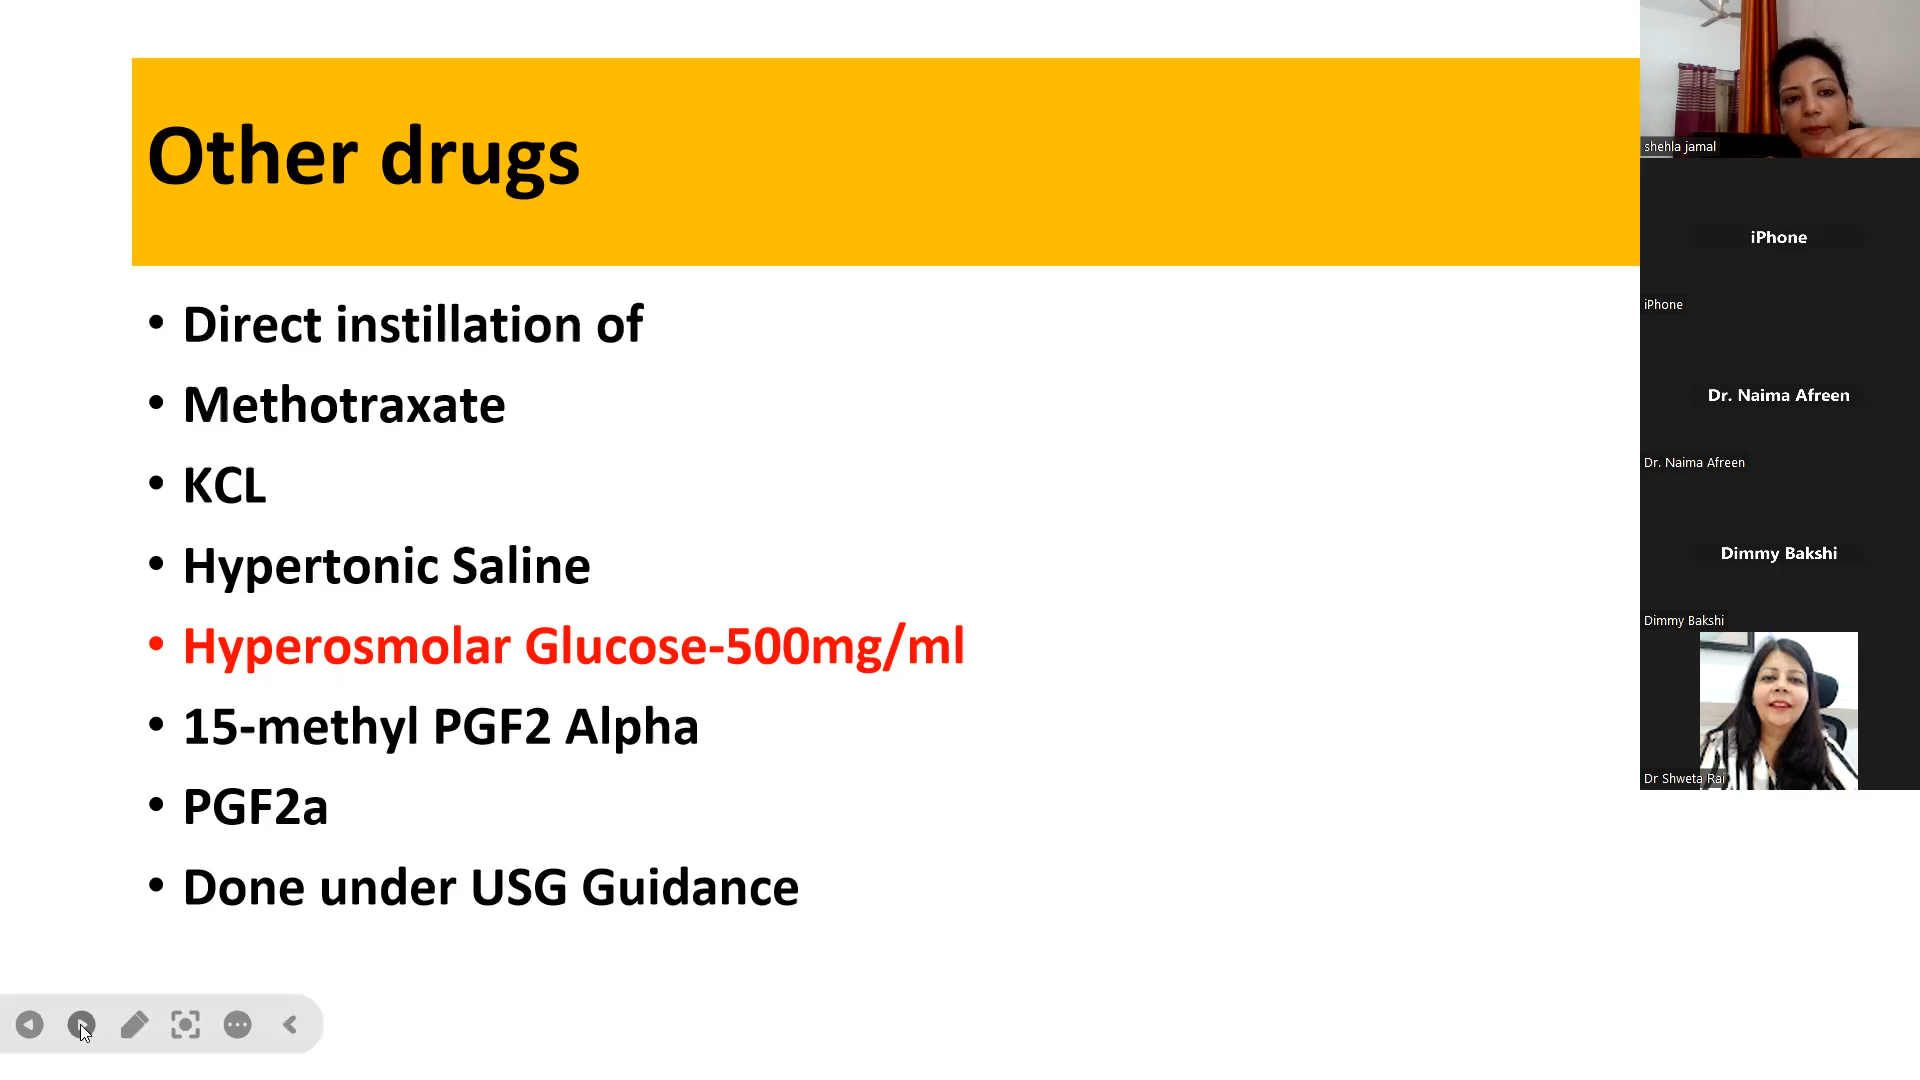 Other drugs
• Direct instillation of
• Methotraxate
• KCL
• Hypertonic Saline
• Hyperosmolar Glucose-500mg/ml
• 15-methyl PGF2 Alpha
• PGF2a
• Done under USG Guidance
shehla jamal
iPhone
iPhone
Dr. Naima Afreen
Dr. Naima Afreen
Dimmy Bakshi
Dimmy Bakshi
Dr Shweta Rai